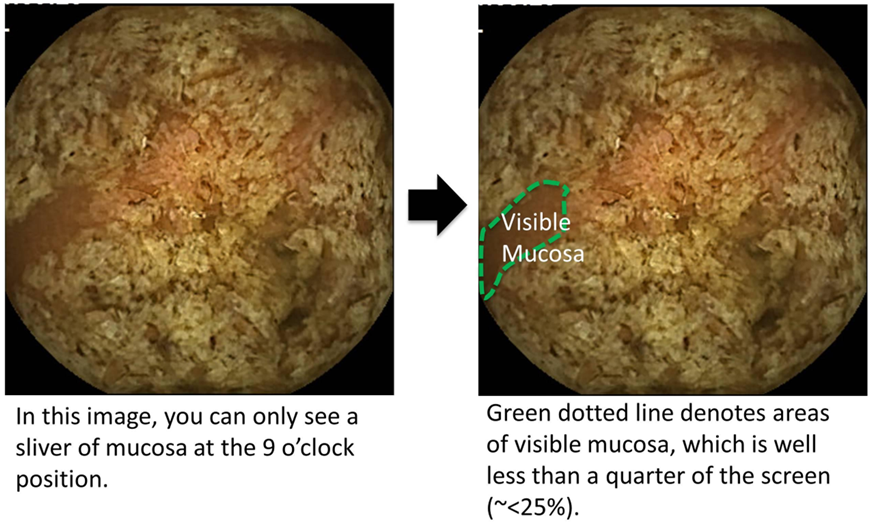 Visible
Mucosa
In this image, you can only see a
sliver of mucosa at the 9 o’clock
position.
Green dotted line denotes areas
of visible mucosa, which is well
less than a quarter of the screen
(~<25%).